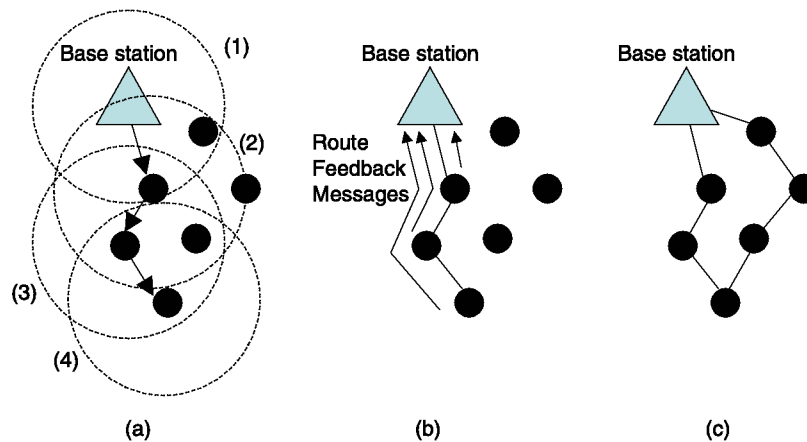 Base station
(1)
(2)
(3)
(4)
(a)
Base station
Route
Feedback
Messages
(b)
Base station
(c)